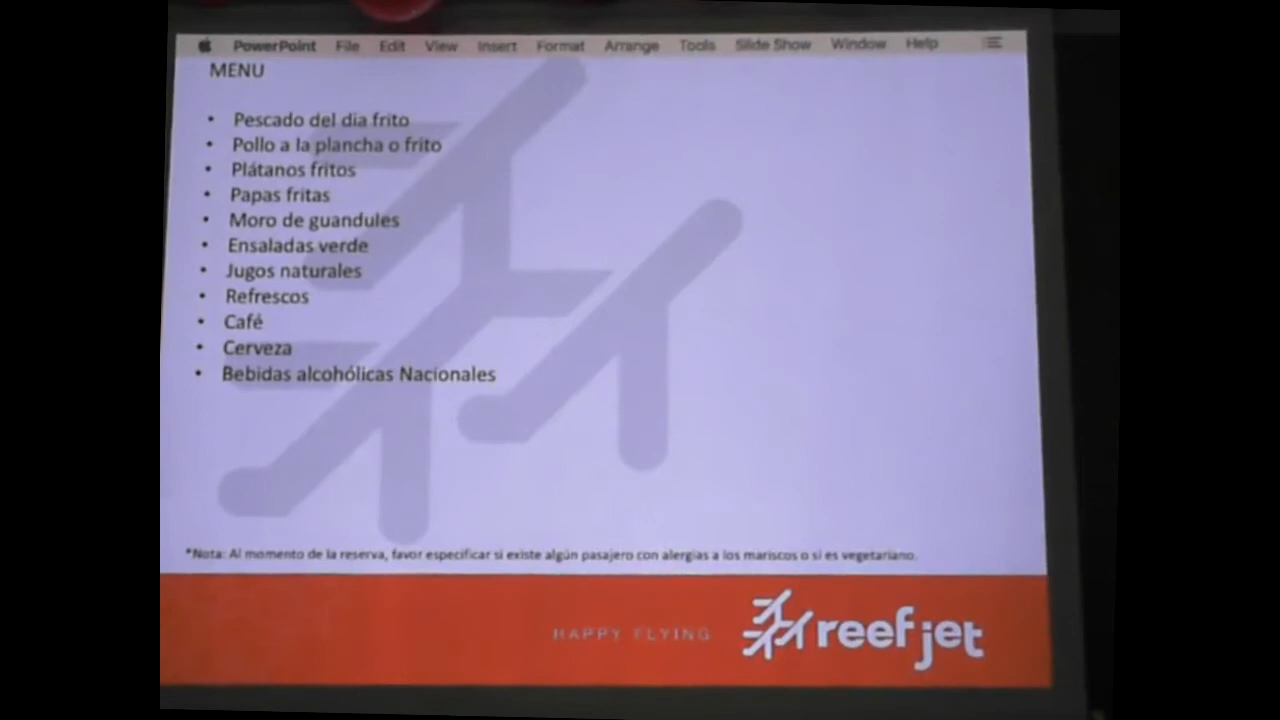 PowerPoint File Edit View Insert Format Arrange Tools Slide Show Window Help
MENU
• Pescado del día frito
• Pollo a la plancha o frito
• Plátanos fritos
• Papas fritas
• Moro de guandules
• Ensaladas verde
• Jugos naturales
• Refrescos
• Café
• Cerveza
• Bebidas alcohólicas Nacionales
*Nota: Al momento de la reserva, favor especificar si existe algún pasajero con alergias a los mariscos o si es vegetariano.
HAPPY FLYING
reef jet